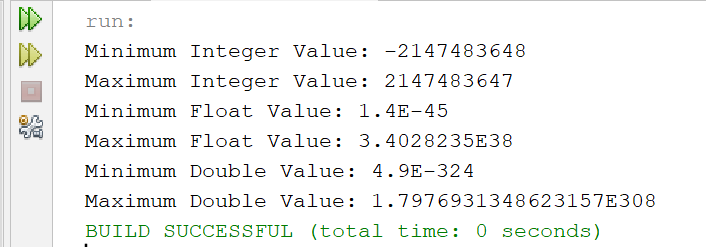 run:
Minimum Integer Value: -2147483648
Maximum Integer Value: 2147483647
Minimum Float Value: 1.4E-45
Maximum Float Value: 3.4028235E38
Minimum Double Value: 4.9E-324
Maximum Double Value: 1.7976931348623157E308
BUILD SUCCESSFUL (total time: 0 seconds)